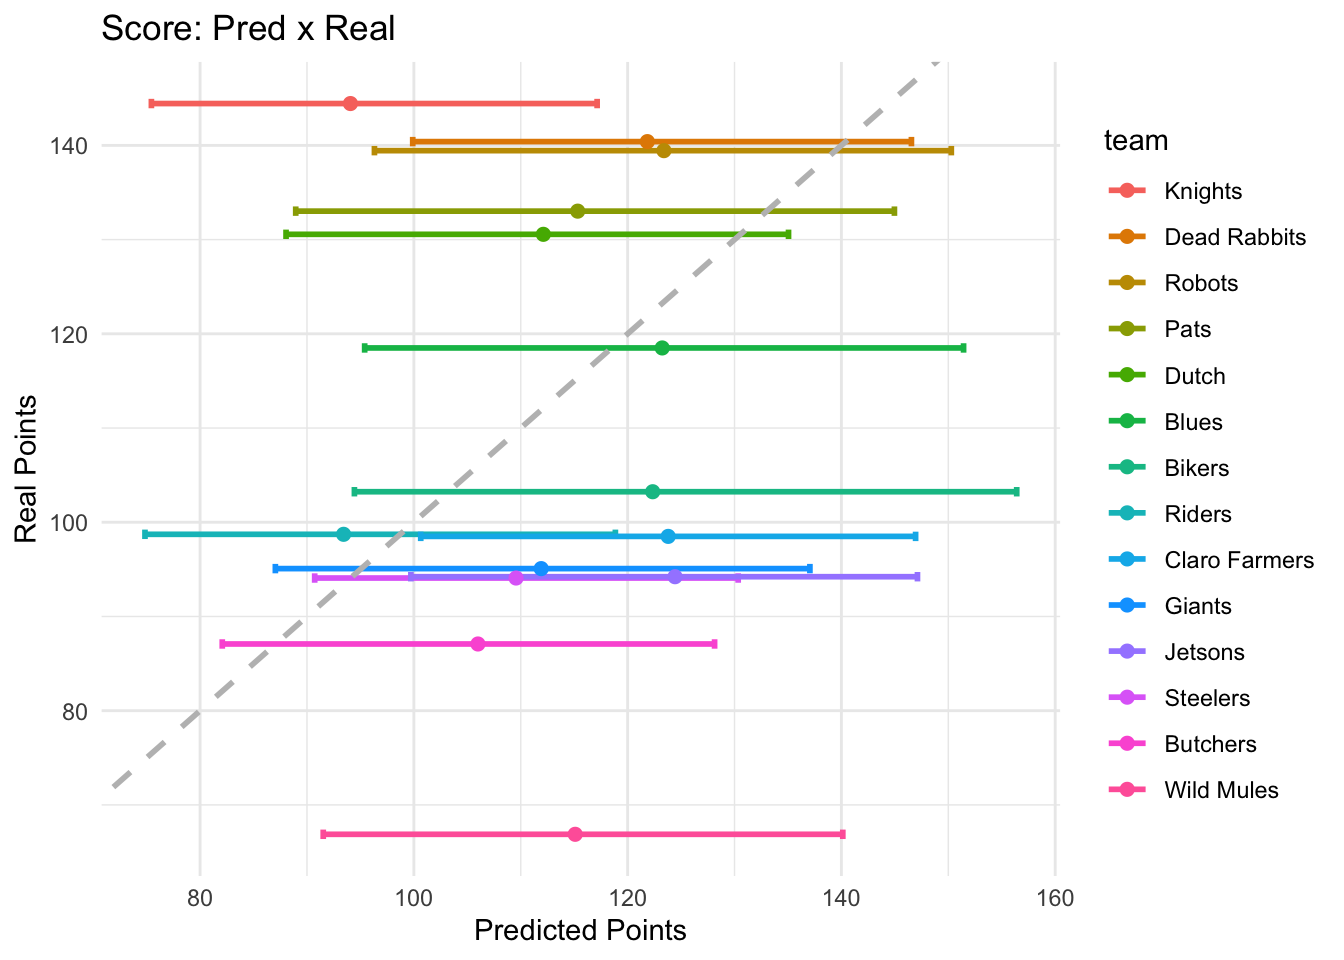 Score: Pred x Real
Real Points
140
120
100
80
80 100 120 140 160
Predicted Points
team
Knights
Dead Rabbits
Robots
Pats
Dutch
Blues
Bikers
Riders
Claro Farmers
Giants
Jetsons
Steelers
Butchers
Wild Mules